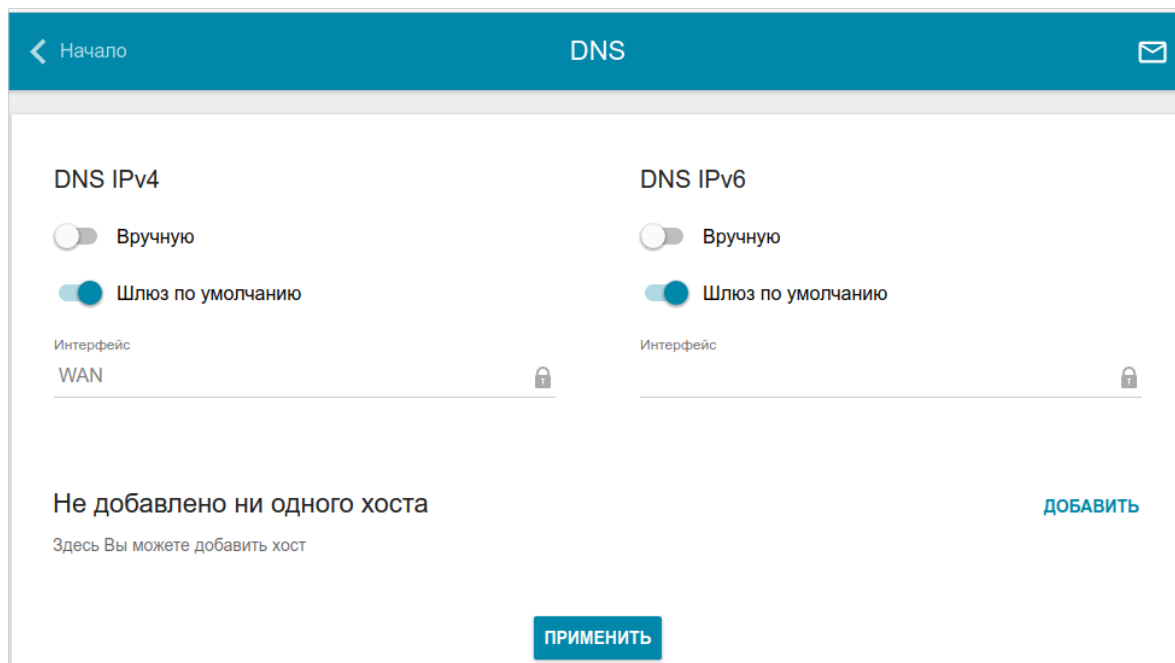 Начало
DNS
DNS IPv4
Вручную
Шлюз по умолчанию
Интерфейс
WAN
DNS IPv6
Вручную
Шлюз по умолчанию
Интерфейс
Не добавлено ни одного хоста
ДОБАВИТЬ
Здесь Вы можете добавить хост
ПРИМЕНИТЬ